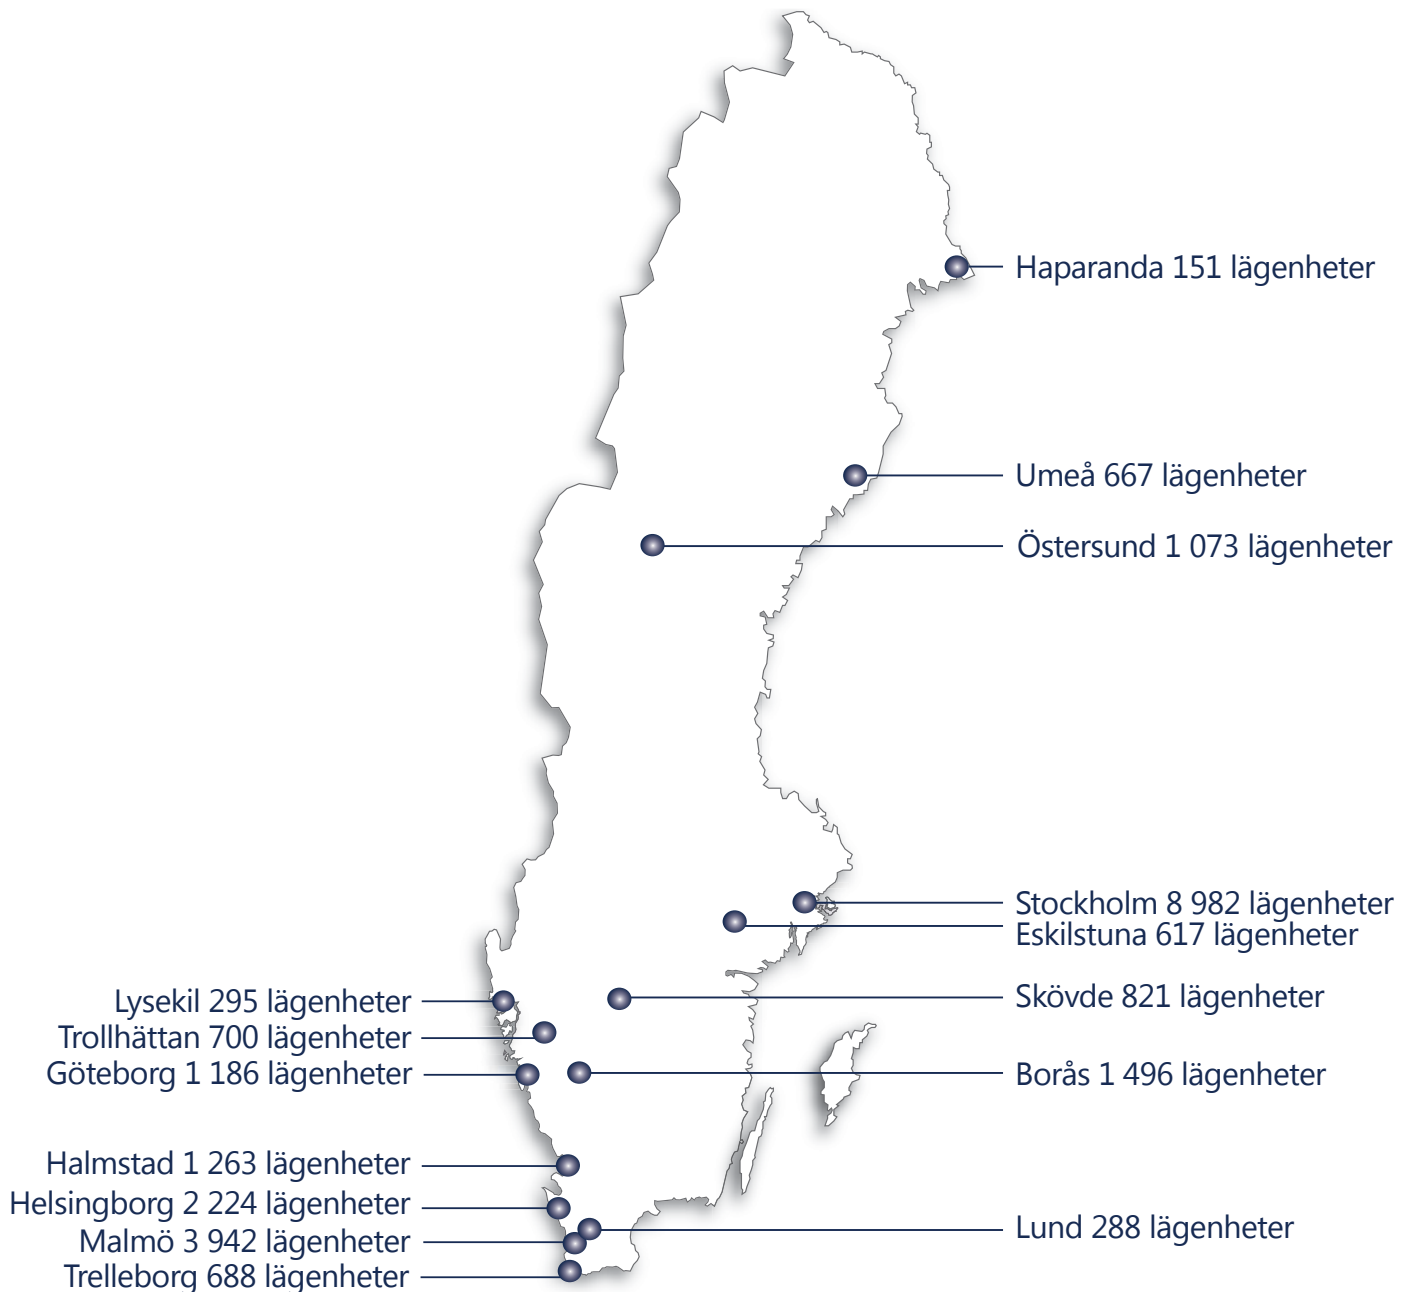 Haparanda 151 lägenheter
Umeå 667 lägenheter
Östersund 1 073 lägenheter
Stockholm 8 982 lägenheter
Eskilstuna 617 lägenheter
Skövde 821 lägenheter
Borås 1 496 lägenheter
Lund 288 lägenheter
Lysekil 295 lägenheter
Trollhättan 700 lägenheter
Göteborg 1 186 lägenheter
Halmstad 1 263 lägenheter
Helsingborg 2 224 lägenheter
Malmö 3 942 lägenheter
Trelleborg 688 lägenheter